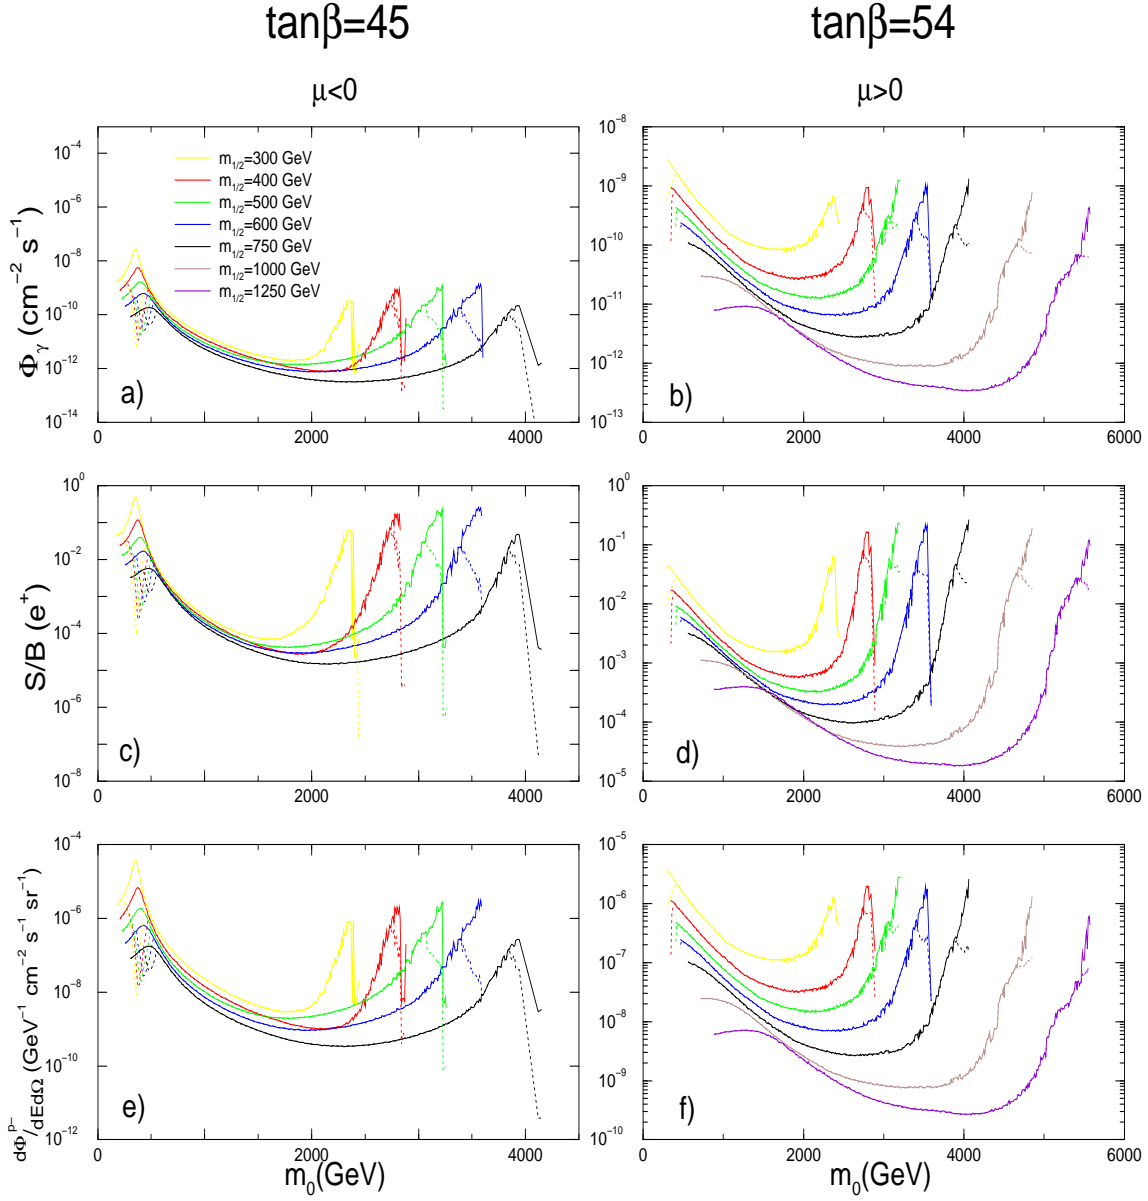 tanβ=45
tanβ=54
μ<0
μ>0
10⁻⁴
10⁻⁶
10⁻⁸
10⁻¹⁰
10⁻¹²
10⁻¹⁴
Φγ (cm⁻² s⁻¹)
m1/2=300 GeV
m1/2=400 GeV
m1/2=500 GeV
m1/2=600 GeV
m1/2=750 GeV
m1/2=1000 GeV
m1/2=1250 GeV
a)
0 2000 4000
10⁻⁸
10⁻⁹
10⁻¹⁰
10⁻¹¹
10⁻¹²
10⁻¹³
b)
0 2000 4000 6000
10⁰
10⁻²
10⁻⁴
10⁻⁶
10⁻⁸
S/B (e⁺)
c)
0 2000 4000
10⁰
10⁻¹
10⁻²
10⁻³
10⁻⁴
10⁻⁵
d)
0 2000 4000 6000
10⁻⁴
10⁻⁶
10⁻⁸
10⁻¹⁰
10⁻¹²
dΦp−/dEdΩ (GeV⁻¹ cm⁻² s⁻¹ sr⁻¹)
e)
0 2000 4000
m₀(GeV)
10⁻⁵
10⁻⁶
10⁻⁷
10⁻⁸
10⁻⁹
10⁻¹⁰
f)
0 2000 4000 6000
m₀(GeV)